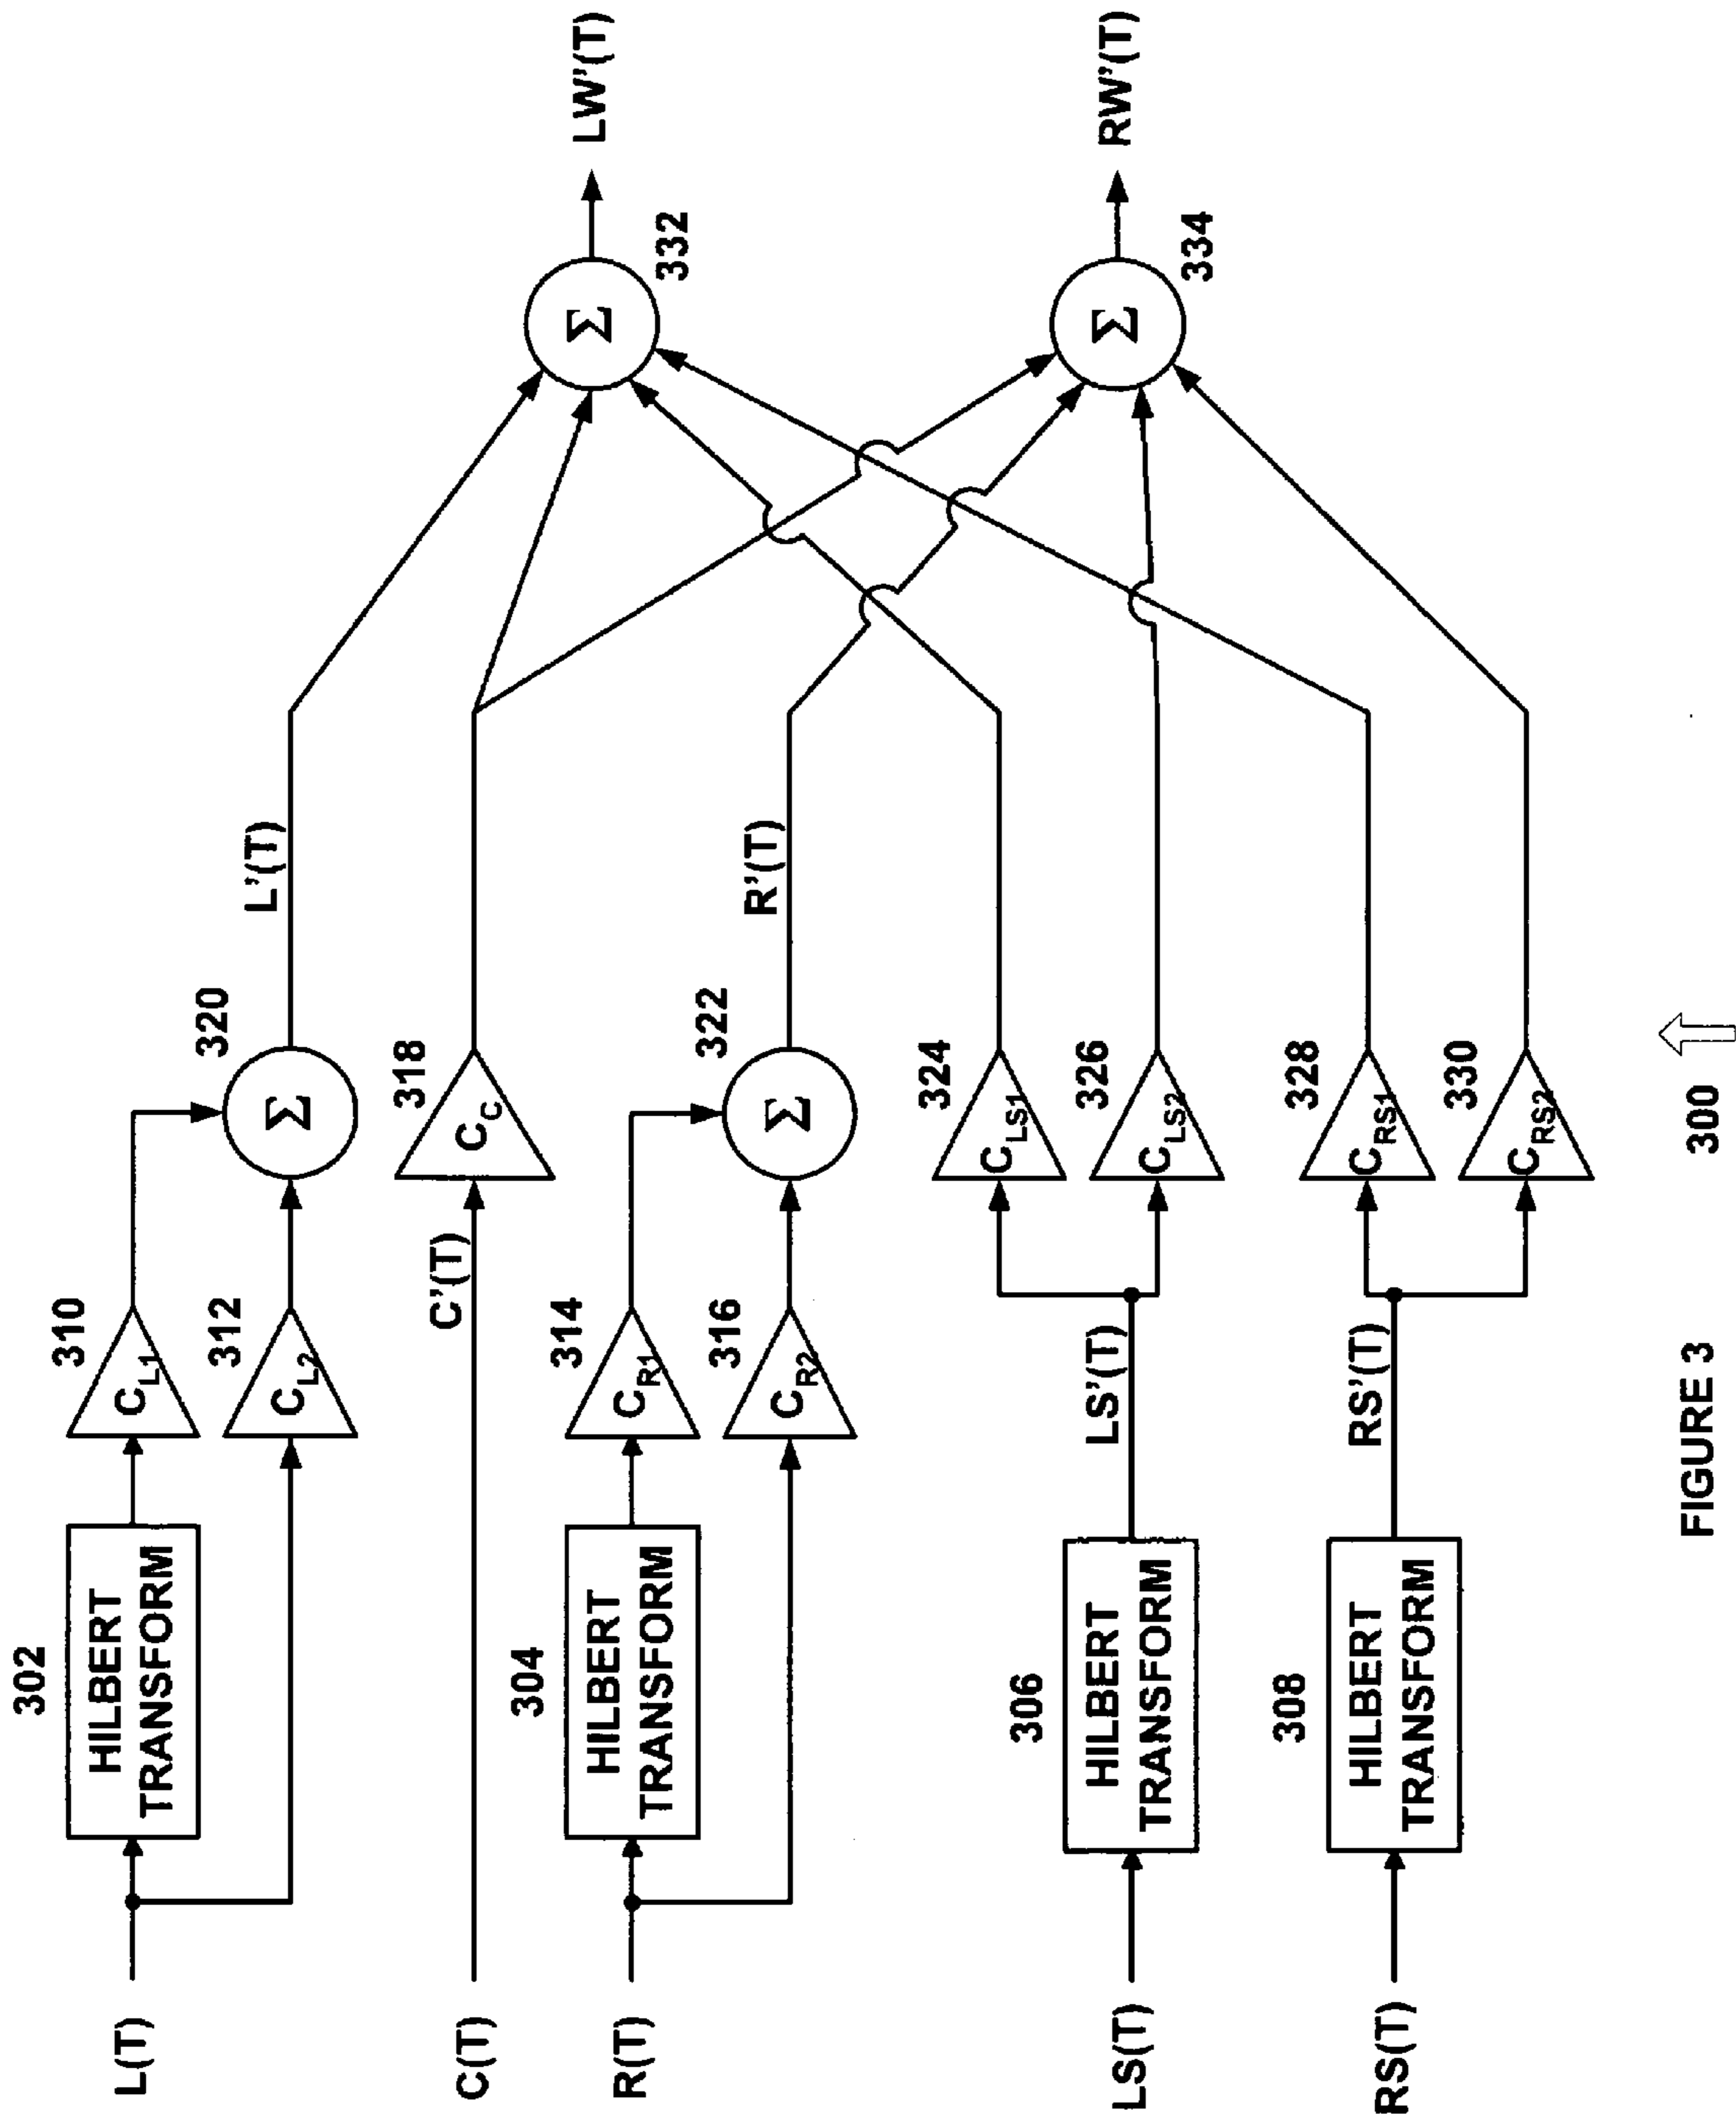 302
HILBERT
TRANSFORM
L(T)
310
C_L1
312
C_L2
320
Σ
L'(T)
C(T)
C'(T)
318
C_C
304
HILBERT
TRANSFORM
R(T)
314
C_R1
316
C_R2
322
Σ
R'(T)
306
HILBERT
TRANSFORM
LS(T)
LS'(T)
324
C_LS1
326
C_LS2
308
HILBERT
TRANSFORM
RS(T)
RS'(T)
328
C_RS1
330
C_RS2
Σ
332
LW'(T)
Σ
334
RW'(T)
300
FIGURE 3